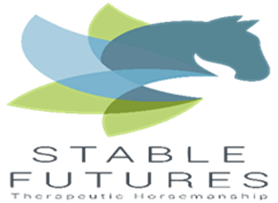 STABLE
FUTURES
Therapeutic Horsemanship